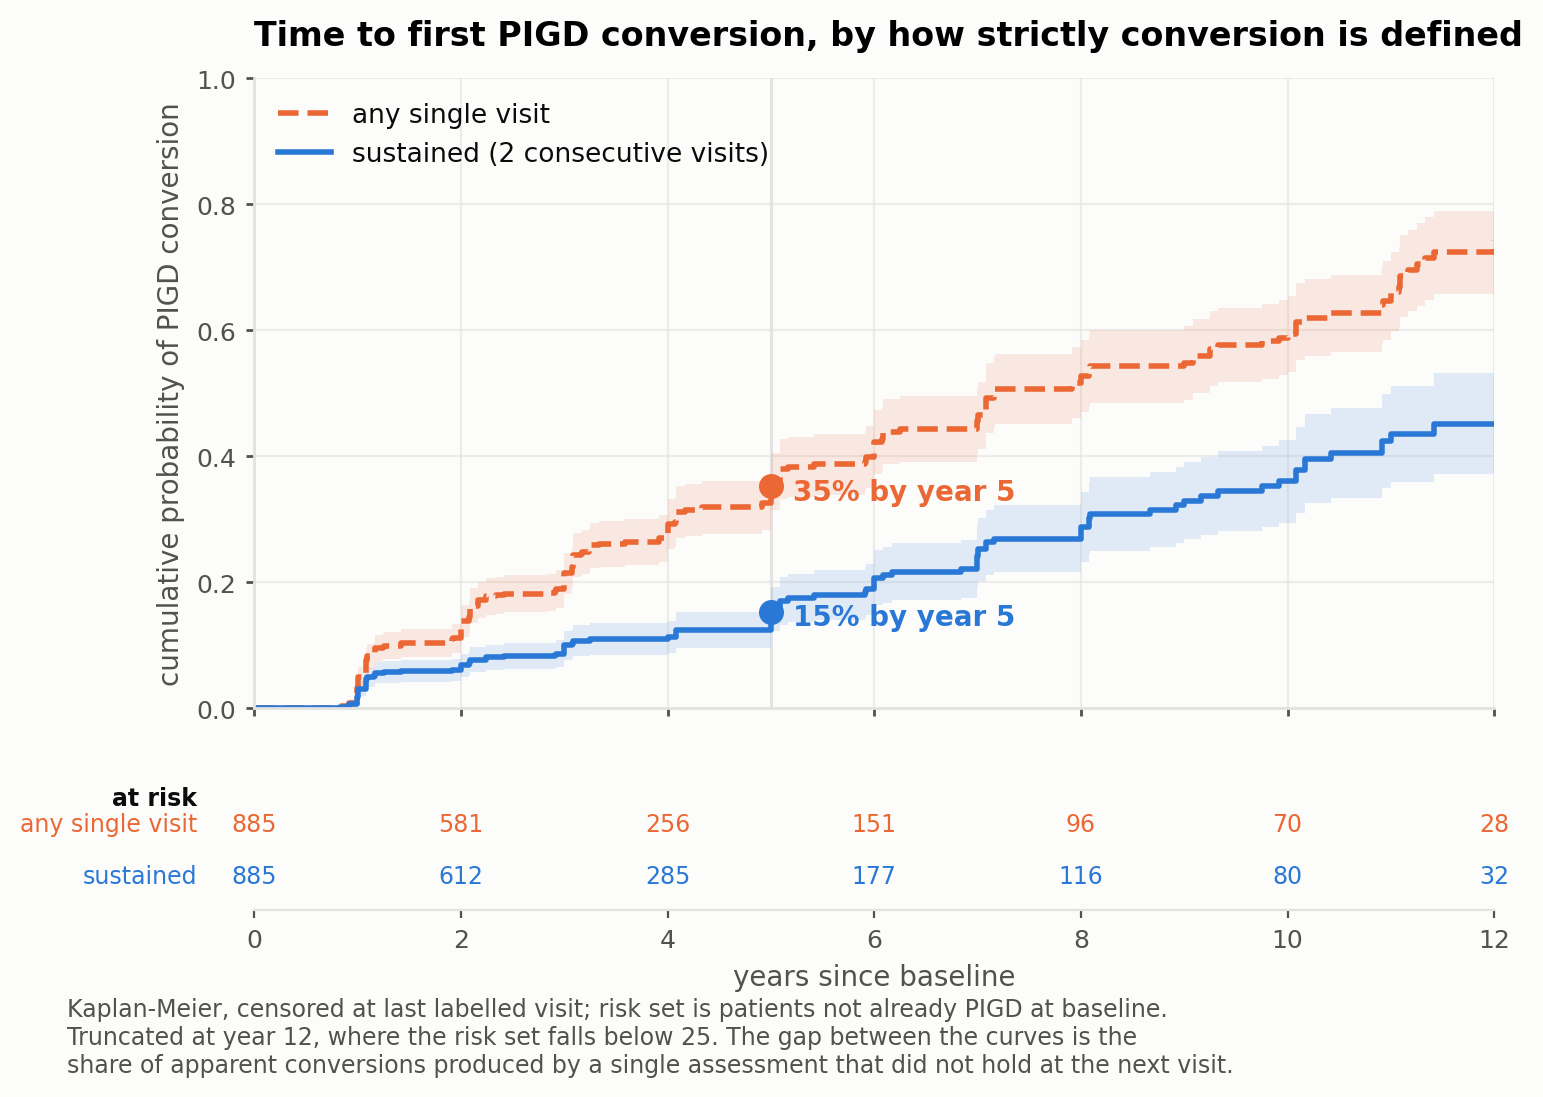 Time to first PIGD conversion, by how strictly conversion is defined
cumulative probability of PIGD conversion
1.0
0.8
0.6
0.4
0.2
0.0
any single visit
sustained (2 consecutive visits)
35% by year 5
15% by year 5
at risk
any single visit 885 581 256 151 96 70 28
sustained 885 612 285 177 116 80 32
0 2 4 6 8 10 12
years since baseline
Kaplan-Meier, censored at last labelled visit; risk set is patients not already PIGD at baseline.
Truncated at year 12, where the risk set falls below 25. The gap between the curves is the
share of apparent conversions produced by a single assessment that did not hold at the next visit.